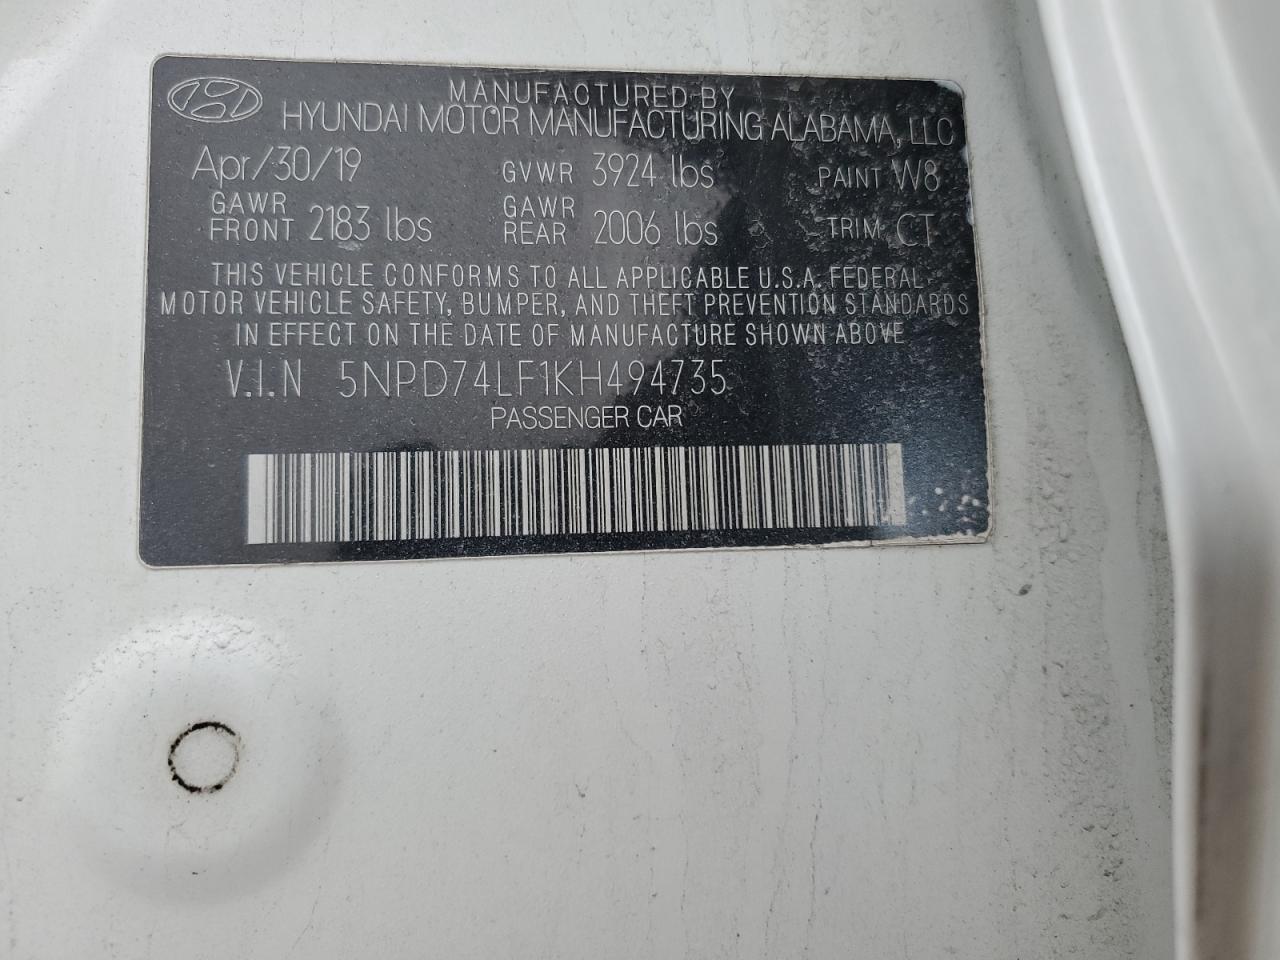 MANUFACTURED BY
HYUNDAI MOTOR MANUFACTURING ALABAMA, LLC
Apr/30/19 GVWR 3924 lbs PAINT W8
GAWR FRONT 2183 lbs GAWR REAR 2006 lbs TRIM CT
THIS VEHICLE CONFORMS TO ALL APPLICABLE U.S.A. FEDERAL
MOTOR VEHICLE SAFETY, BUMPER, AND THEFT PREVENTION STANDARDS
IN EFFECT ON THE DATE OF MANUFACTURE SHOWN ABOVE
V.I.N 5NPD74LF1KH494735
PASSENGER CAR